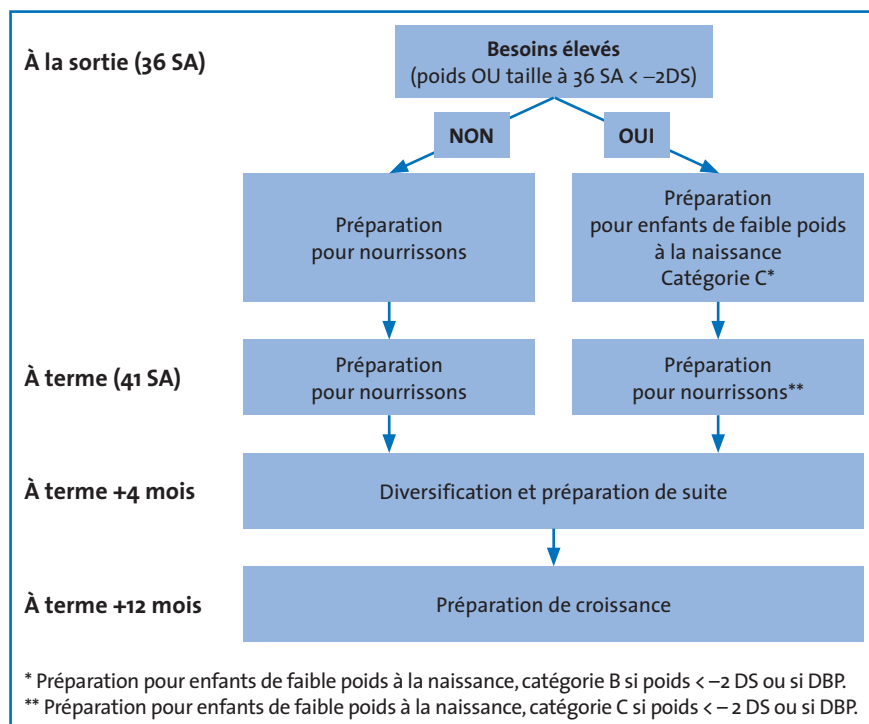 À la sortie (36 SA)
Besoins élevés
(poids OU taille à 36 SA < –2DS)
NON
OUI
Préparation
pour nourrissons
Préparation
pour enfants de faible poids
à la naissance
Catégorie C*
À terme (41 SA)
Préparation
pour nourrissons
Préparation
pour nourrissons**
À terme +4 mois
Diversification et préparation de suite
À terme +12 mois
Préparation de croissance
* Préparation pour enfants de faible poids à la naissance, catégorie B si poids < –2 DS ou si DBP.
** Préparation pour enfants de faible poids à la naissance, catégorie C si poids < – 2 DS ou si DBP.